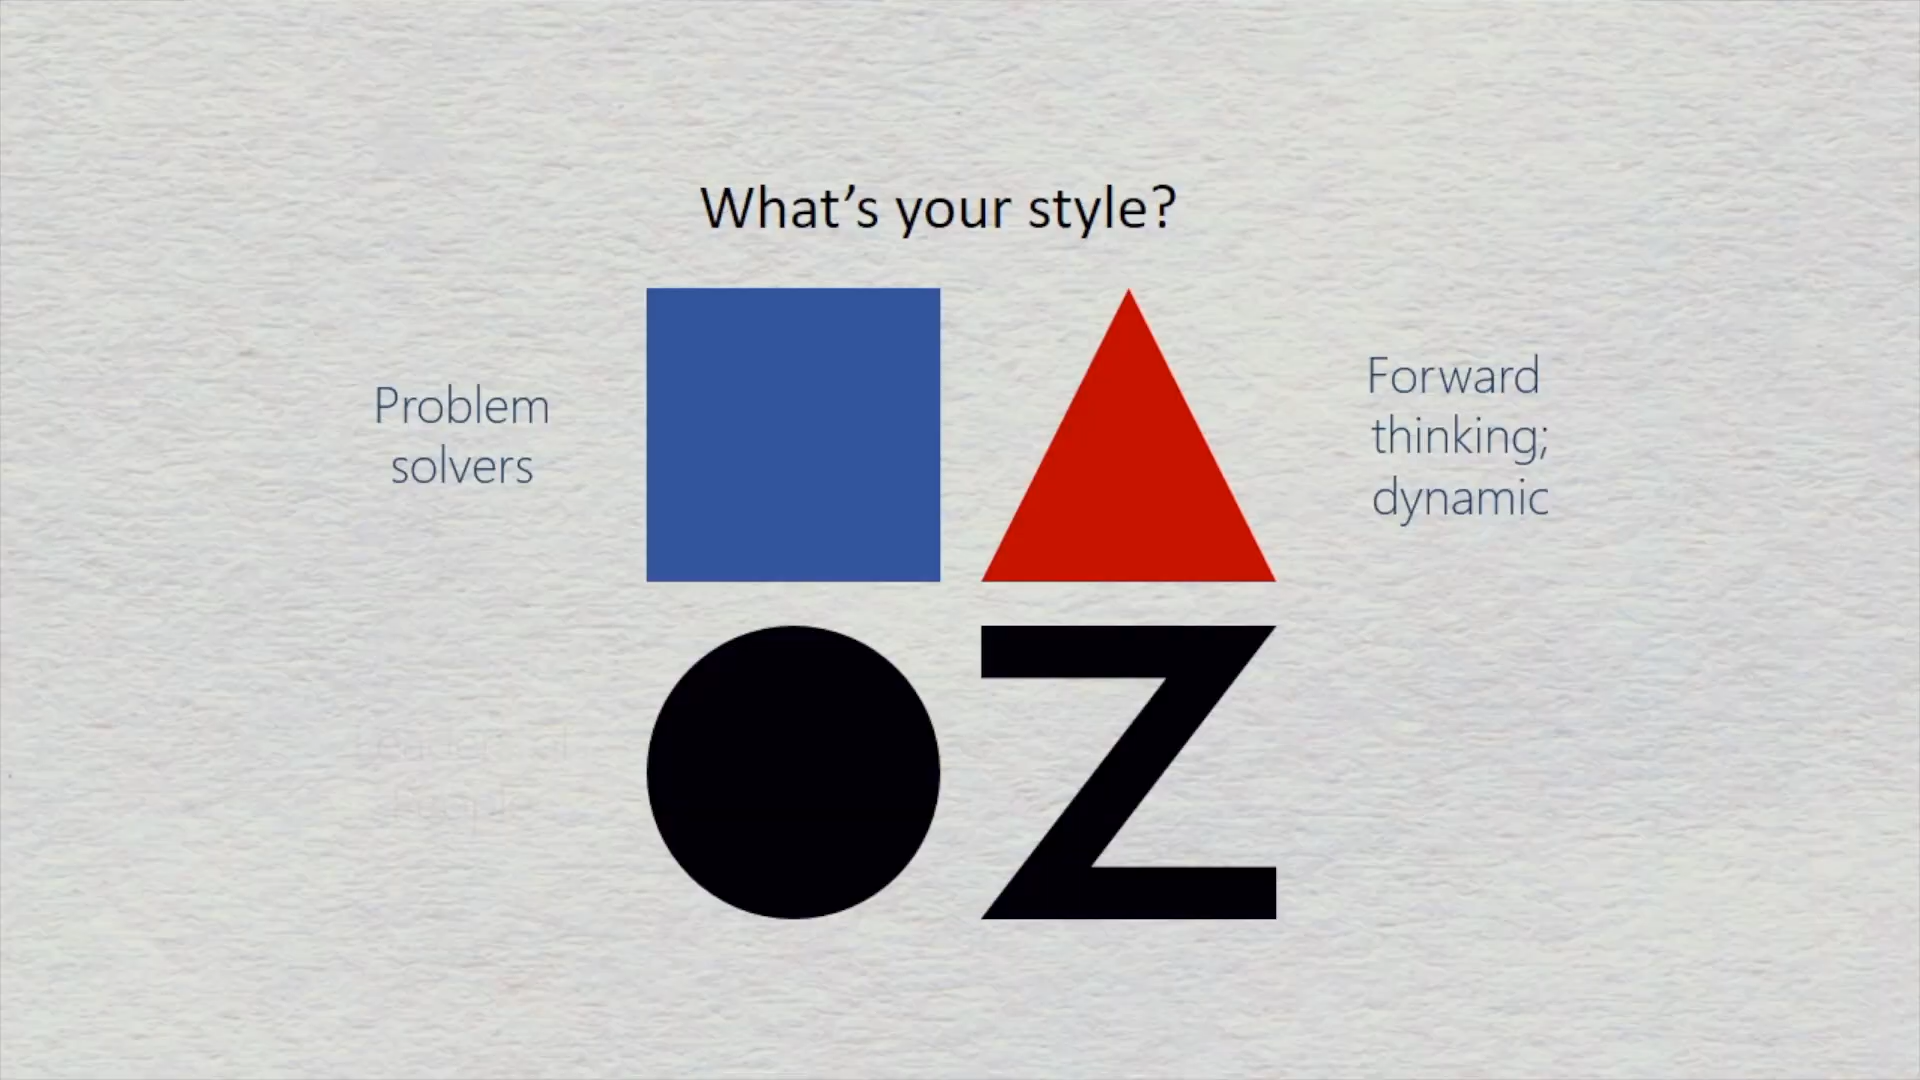 What's your style?
Problem
solvers
Forward
thinking;
dynamic
Z